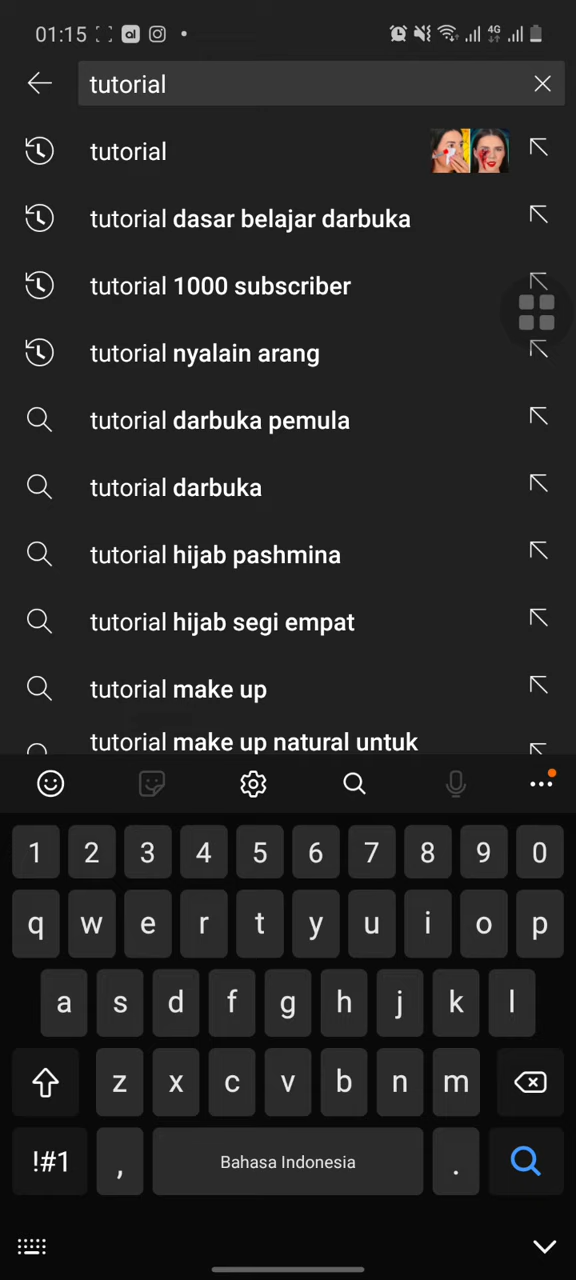 01:15
4G
tutorial
tutorial
tutorial dasar belajar darbuka
tutorial 1000 subscriber
tutorial nyalain arang
tutorial darbuka pemula
tutorial darbuka
tutorial hijab pashmina
tutorial hijab segi empat
tutorial make up
tutorial make up natural untuk
1 2 3 4 5 6 7 8 9 0
q w e r t y u i o p
a s d f g h j k l
z x c v b n m
!#1 , Bahasa Indonesia .